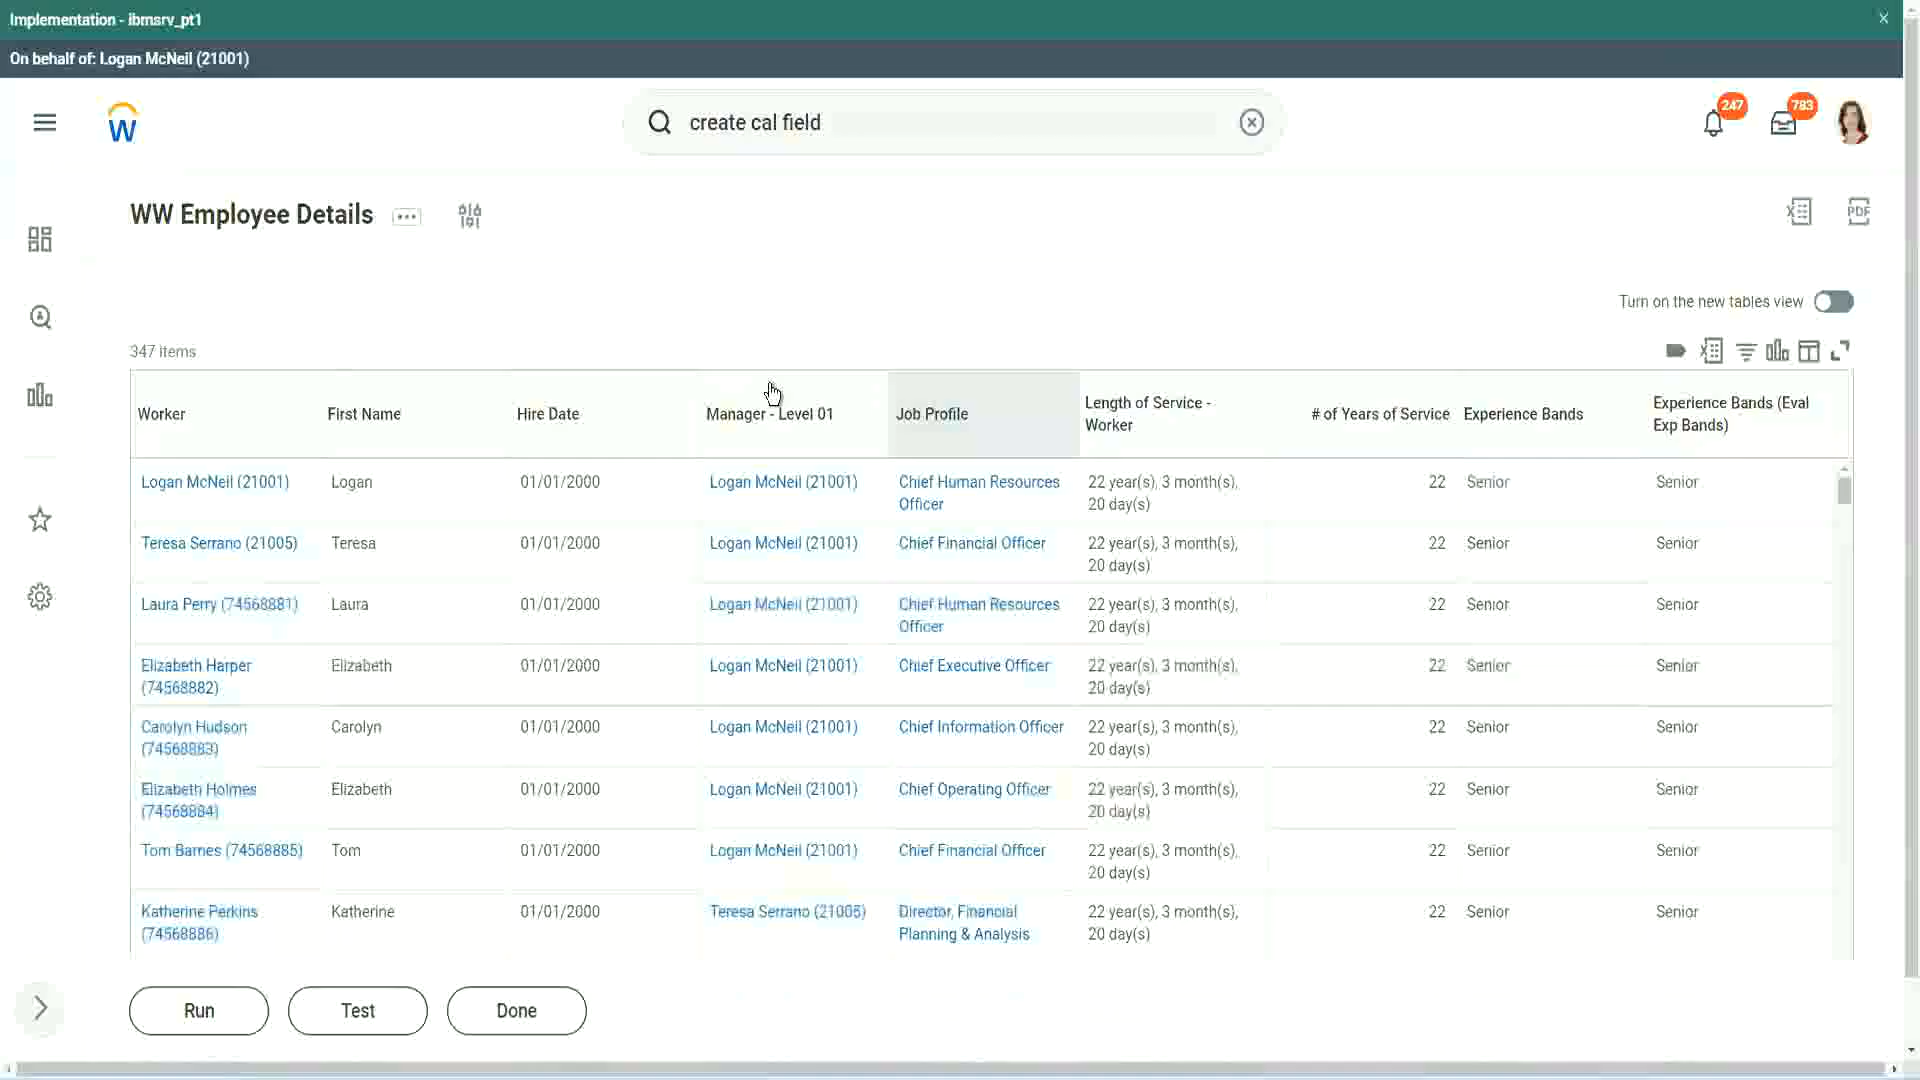 Implementation - ibmsrv_pt1
On behalf of: Logan McNeil (21001)
W
create cal field
247
783
WW Employee Details
X
PDF
Turn on the new tables view
347 items
X
Worker
First Name
Hire Date
Manager - Level 01
Job Profile
Length of Service -
Worker
# of Years of Service
Experience Bands
Experience Bands (Eval
Exp Bands)
Logan McNeil (21001)
Logan
01/01/2000
Logan McNeil (21001)
Chief Human Resources
Officer
22 year(s), 3 month(s),
20 day(s)
22
Senior
Senior
Teresa Serrano (21005)
Teresa
01/01/2000
Logan McNeil (21001)
Chief Financial Officer
22 year(s), 3 month(s),
20 day(s)
22
Senior
Senior
Laura Perry (74568881)
Laura
01/01/2000
Logan McNeil (21001)
Chief Human Resources
Officer
22 year(s), 3 month(s),
20 day(s)
22
Senior
Senior
Elizabeth Harper
(74568882)
Elizabeth
01/01/2000
Logan McNeil (21001)
Chief Executive Officer
22 year(s), 3 month(s),
20 day(s)
22
Senior
Senior
Carolyn Hudson
(74568883)
Carolyn
01/01/2000
Logan McNeil (21001)
Chief Information Officer
22 year(s), 3 month(s),
20 day(s)
22
Senior
Senior
Elizabeth Holmes
(74568884)
Elizabeth
01/01/2000
Logan McNeil (21001)
Chief Operating Officer
22 year(s), 3 month(s),
20 day(s)
22
Senior
Senior
Tom Barnes (74568885)
Tom
01/01/2000
Logan McNeil (21001)
Chief Financial Officer
22 year(s), 3 month(s),
20 day(s)
22
Senior
Senior
Katherine Perkins
(74568886)
Katherine
01/01/2000
Teresa Serrano (21005)
Director, Financial
Planning & Analysis
22 year(s), 3 month(s),
20 day(s)
22
Senior
Senior
Run
Test
Done